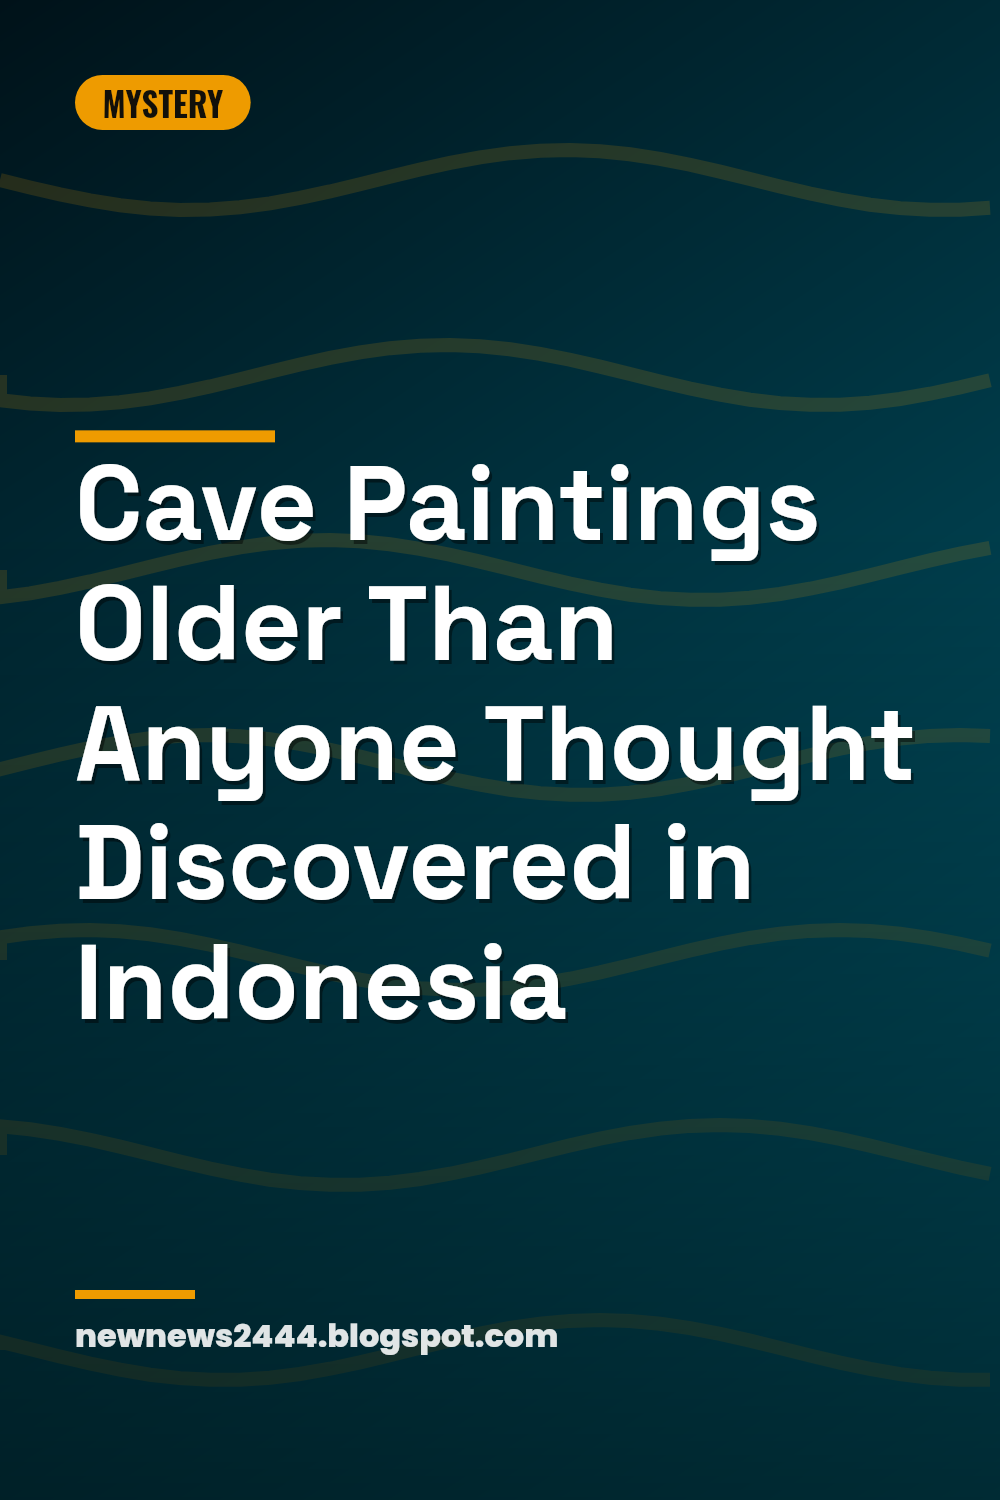 MYSTERY
Cave Paintings
Older Than
Anyone Thought
Discovered in
Indonesia
newnews2444.blogspot.com